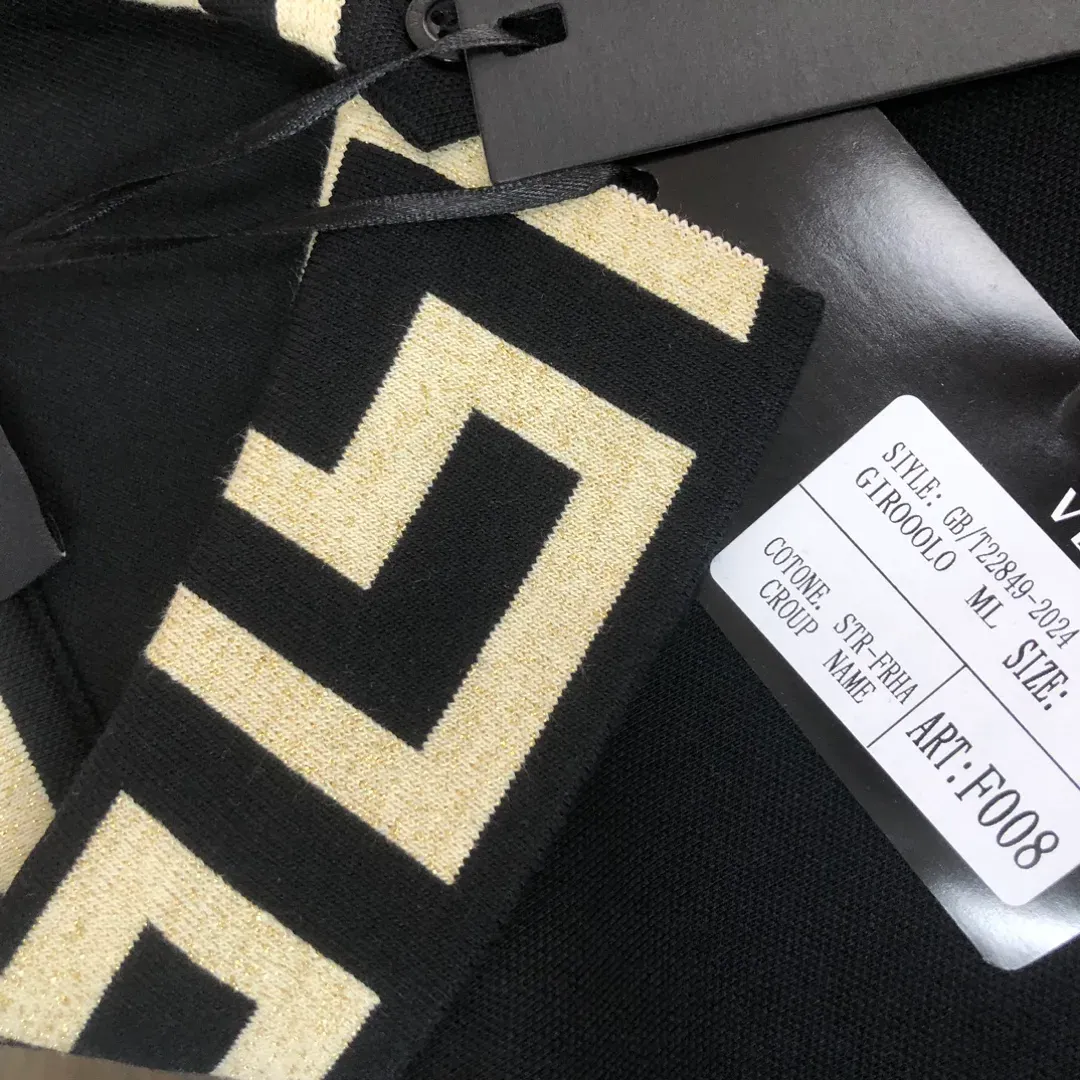 STYLE: GB/T22849-2024
GIROOOLO ML SIZE:
COTONE. STR-FRHA
CROUP NAME
ART:F008